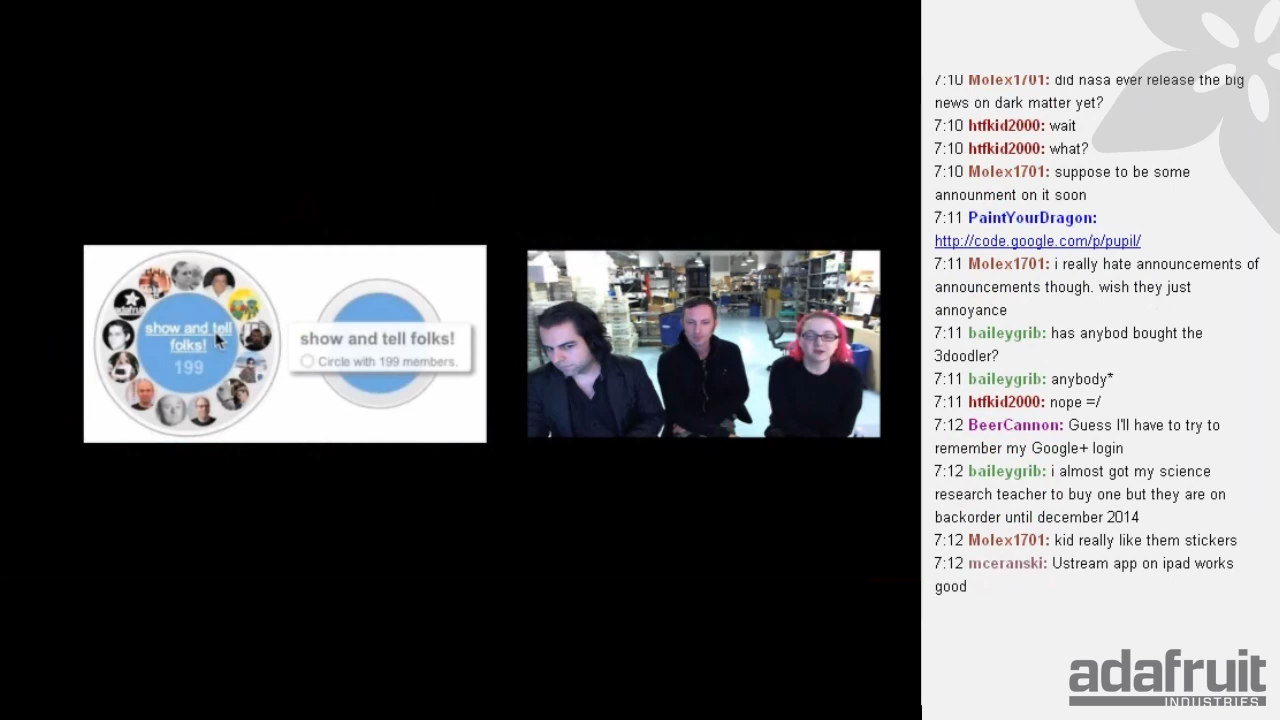 show and tell
folks!
199
show and tell folks!
Circle with 199 members.
7:10 Molex1701: did nasa ever release the big
news on dark matter yet?
7:10 htfkid2000: wait
7:10 htfkid2000: what?
7:10 Molex1701: suppose to be some
announment on it soon
7:11 PaintYourDragon:
http://code.google.com/p/pupil/
7:11 Molex1701: i really hate announcements of
announcements though. wish they just
annoyance
7:11 baileygrib: has anybod bought the
3doodler?
7:11 baileygrib: anybody*
7:11 htfkid2000: nope =/
7:12 BeerCannon: Guess I'll have to try to
remember my Google+ login
7:12 baileygrib: i almost got my science
research teacher to buy one but they are on
backorder until december 2014
7:12 Molex1701: kid really like them stickers
7:12 mceranski: Ustream app on ipad works
good
adafruit
INDUSTRIES